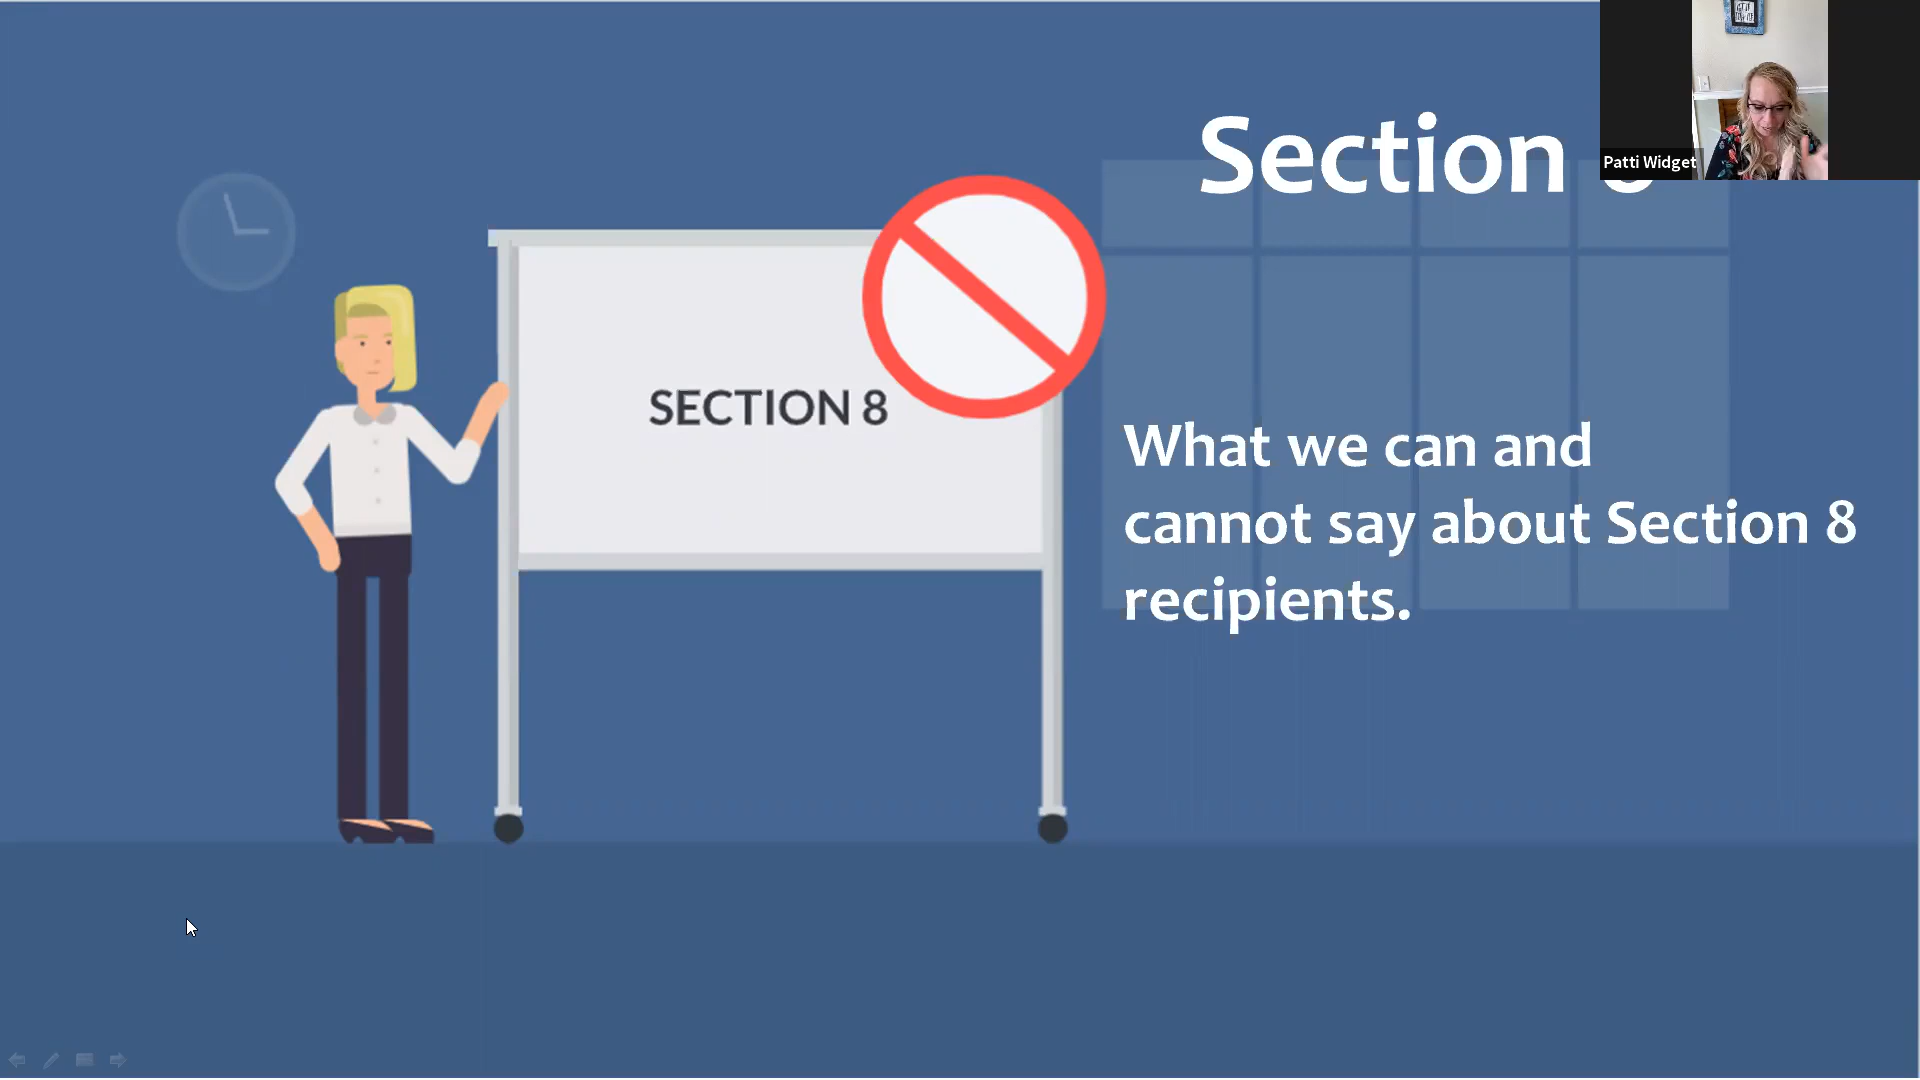 Section
Patti Widget
SECTION 8
What we can and
cannot say about Section 8
recipients.